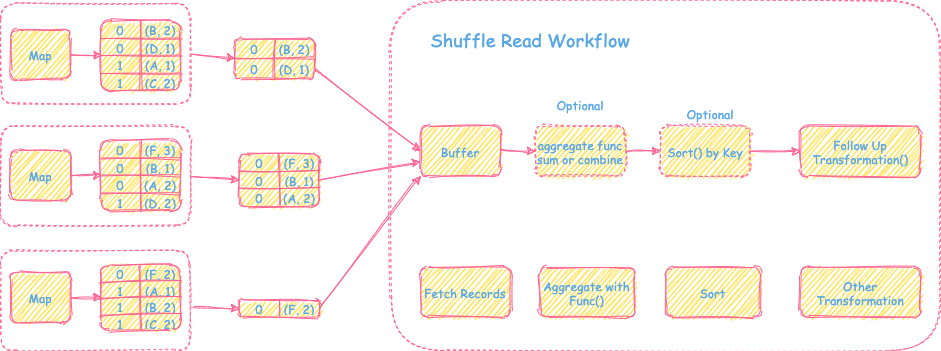 Shuffle Read Workflow
Map
0 (B, 2)
0 (D, 1)
1 (A, 1)
1 (C, 2)
0 (B, 2)
0 (D, 1)
Map
0 (F, 3)
0 (B, 1)
0 (A, 2)
1 (D, 2)
0 (F, 3)
0 (B, 1)
0 (A, 2)
Map
0 (F, 2)
1 (A, 1)
1 (B, 2)
1 (C, 2)
0 (F, 2)
Buffer
Optional
aggregate func
sum or combine
Optional
Sort() by Key
Follow Up
Transformation()
Fetch Records
Aggregate with
Func()
Sort
Other
Transformation